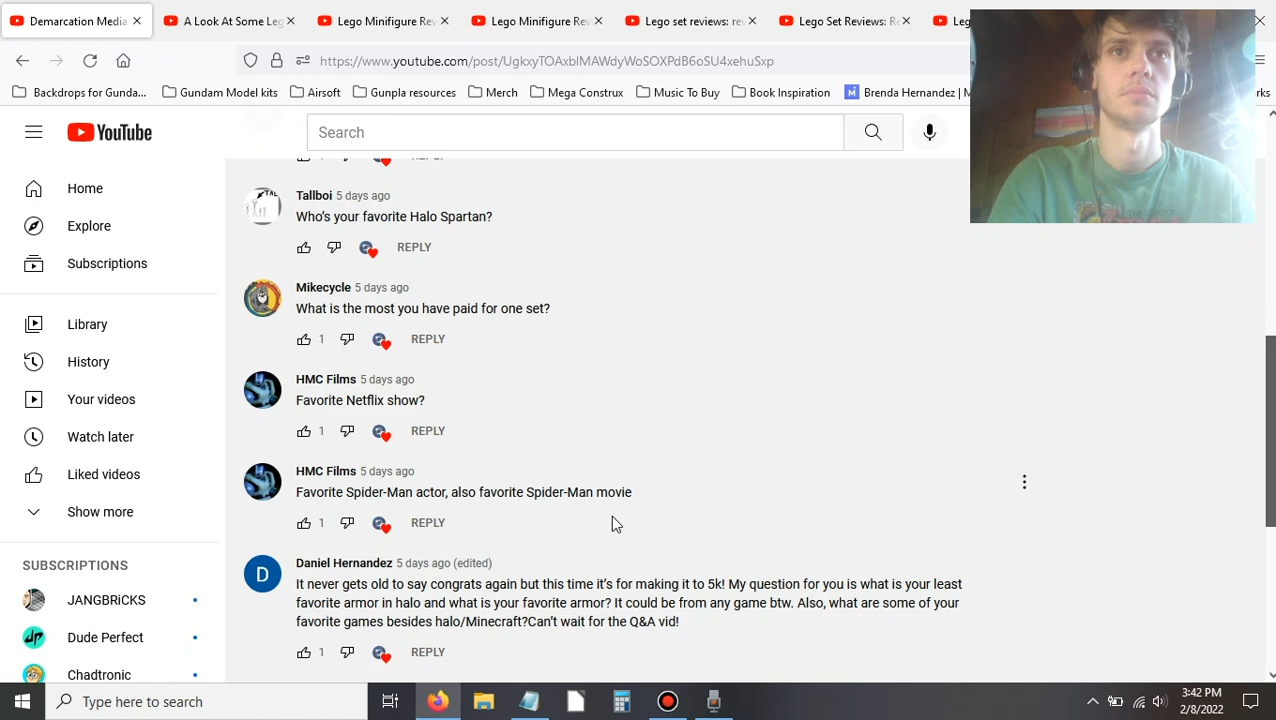 Demarcation Media
A Look At Some Leg
Lego Minifigure Rev
Lego Minifigure Rev
Lego set reviews: rev
Lego Set Reviews: R
Leg
https://www.youtube.com/post/UgkxyTOAxblMAWdyWoSOXPdB6oSU4xehuSxp
Backdrops for Gunda...
Gundam Model kits
Airsoft
Gunpla resources
Merch
Mega Construx
Music To Buy
Book Inspiration
Brenda Hernandez | M
rks
YouTube
Search
Home
Explore
Subscriptions
Library
History
Your videos
Watch later
Liked videos
Show more
SUBSCRIPTIONS
JANGBRiCKS
Dude Perfect
Chadtronic
Tallboi 5 days ago
Who's your favorite Halo Spartan?
REPLY
Mikecycle 5 days ago
What is the most you have paid for one set?
1 REPLY
HMC Films 5 days ago
Favorite Netflix show?
1 REPLY
HMC Films 5 days ago
Favorite Spider-Man actor, also favorite Spider-Man movie
1 REPLY
D
Daniel Hernandez 5 days ago (edited)
It never gets old to say congrats again but this time it's for making it to 5k! My question for you is what is your least
favorite armor in halo and what is your favorite armor? It could be from any game btw. Also, what are some of your
favorite games besides halo/Minecraft?Can't wait for the Q&A vid!
1 REPLY
Type here to search
3:42 PM
2/8/2022